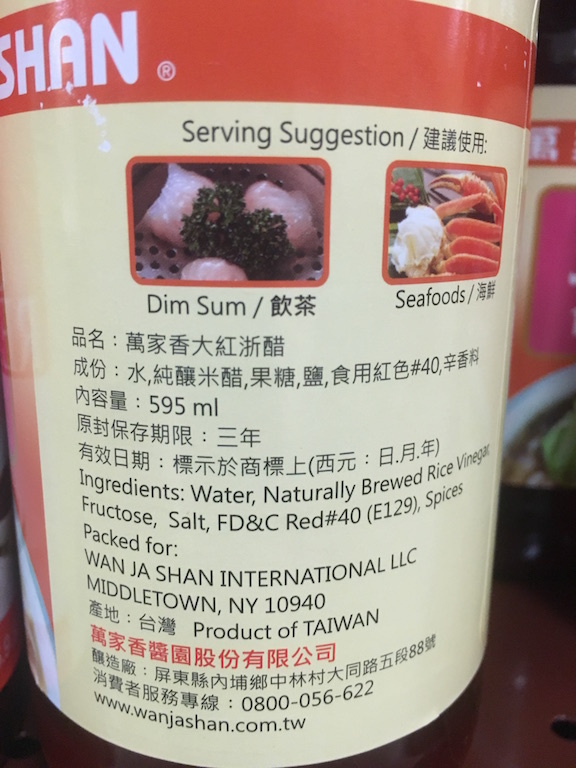 SHAN ®
Serving Suggestion / 建議使用:
Dim Sum / 飲茶
Seafoods / 海鮮
品名：萬家香大紅浙醋
成份：水,純釀米醋,果糖,鹽,食用紅色#40,辛香料
內容量：595 ml
原封保存期限：三年
有效日期：標示於商標上(西元：日.月.年)
Ingredients: Water, Naturally Brewed Rice Vinegar,
Fructose, Salt, FD&C Red#40 (E129), Spices
Packed for:
WAN JA SHAN INTERNATIONAL LLC
MIDDLETOWN, NY 10940
產地：台灣 Product of TAIWAN
萬家香醬園股份有限公司
釀造廠：屏東縣內埔鄉中林村大同路五段88號
消費者服務專線：0800-056-622
www.wanjashan.com.tw